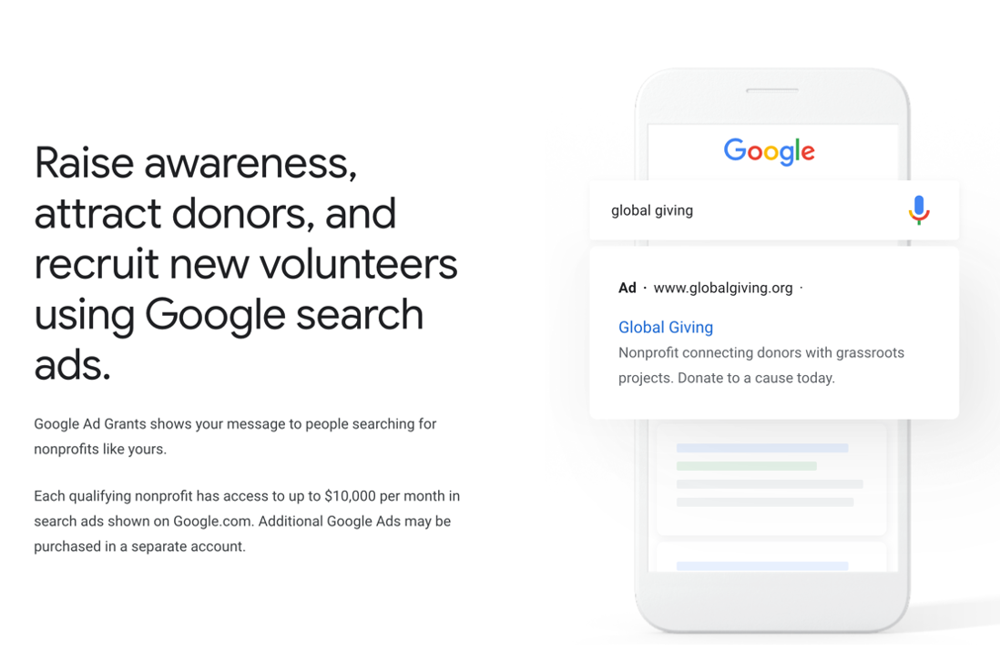 Raise awareness,
attract donors, and
recruit new volunteers
using Google search
ads.
Google Ad Grants shows your message to people searching for
nonprofits like yours.
Each qualifying nonprofit has access to up to $10,000 per month in
search ads shown on Google.com. Additional Google Ads may be
purchased in a separate account.
Google
global giving
Ad · www.globalgiving.org ·
Global Giving
Nonprofit connecting donors with grassroots
projects. Donate to a cause today.